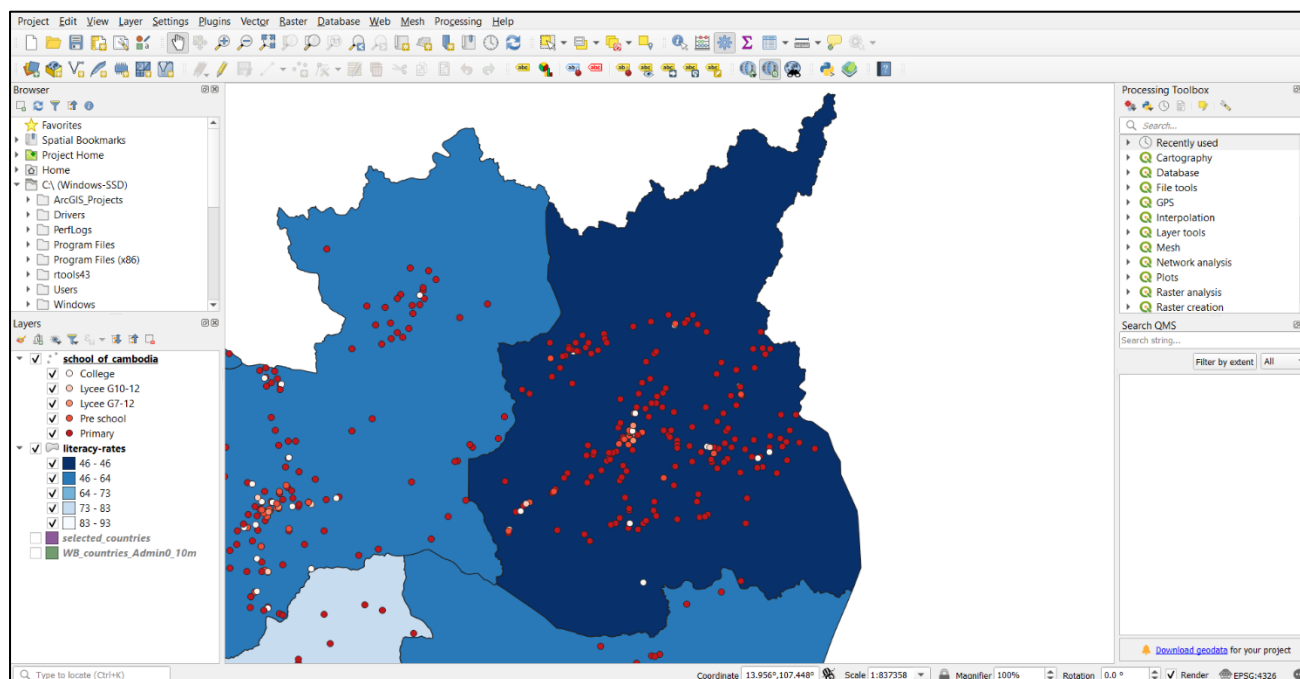 Project Edit View Layer Settings Plugins Vector Raster Database Web Mesh Processing Help
Browser
Favorites
Spatial Bookmarks
Project Home
Home
C:\ (Windows-SSD)
ArcGIS_Projects
Drivers
PerfLogs
Program Files
Program Files (x86)
rtools43
Users
Windows
Layers
school of cambodia
College
Lycee G10-12
Lycee G7-12
Pre school
Primary
literacy-rates
46 - 46
46 - 64
64 - 73
73 - 83
83 - 93
selected_countries
WB_countries_Admin0_10m
Processing Toolbox
Search...
Recently used
Cartography
Database
File tools
GPS
Interpolation
Layer tools
Mesh
Network analysis
Plots
Raster analysis
Raster creation
Search QMS
Search string...
Filter by extent All
Download geodata for your project
Type to locate (Ctrl+K)
Coordinate 13.956°,107.448° Scale 1:837358 Magnifier 100% Rotation 0.0 ° Render EPSG:4326